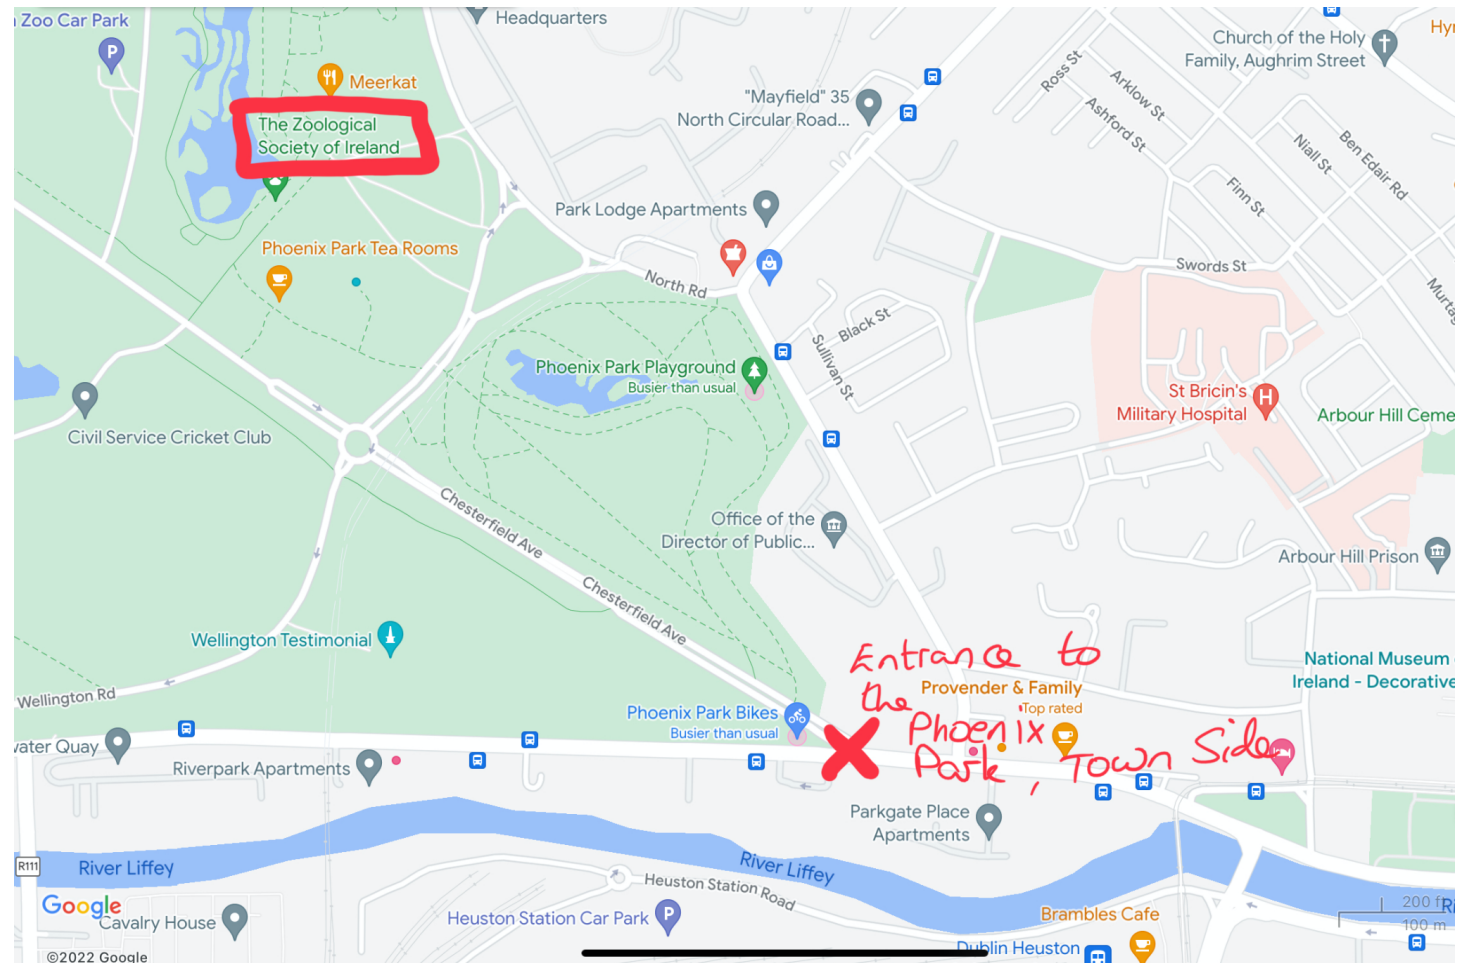 Zoo Car Park
P
Headquarters
Meerkat
The Zoological
Society of Ireland
"Mayfield" 35
North Circular Road...
Church of the Holy
Family, Aughrim Street
Ross St
Arklow St
Ashford St
Niall St
Ben Edair Rd
Finn St
Park Lodge Apartments
Phoenix Park Tea Rooms
North Rd
Swords St
Black St
Sullivan St
Phoenix Park Playground
Busier than usual
St Bricin's
Military Hospital
H
Arbour Hill Ceme
Civil Service Cricket Club
Chesterfield Ave
Office of the
Director of Public...
Arbour Hill Prison
Chesterfield Ave
Wellington Testimonial
Entrance to
the Phoenix
Park, Town Side
National Museum
Ireland - Decorative
Provender & Family
Top rated
Wellington Rd
Phoenix Park Bikes
Busier than usual
water Quay
Riverpark Apartments
Parkgate Place
Apartments
River Liffey
River Liffey
R111
Heuston Station Road
Google
Cavalry House
Heuston Station Car Park
P
Brambles Cafe
200 ft
100 m
Dublin Heuston
©2022 Google